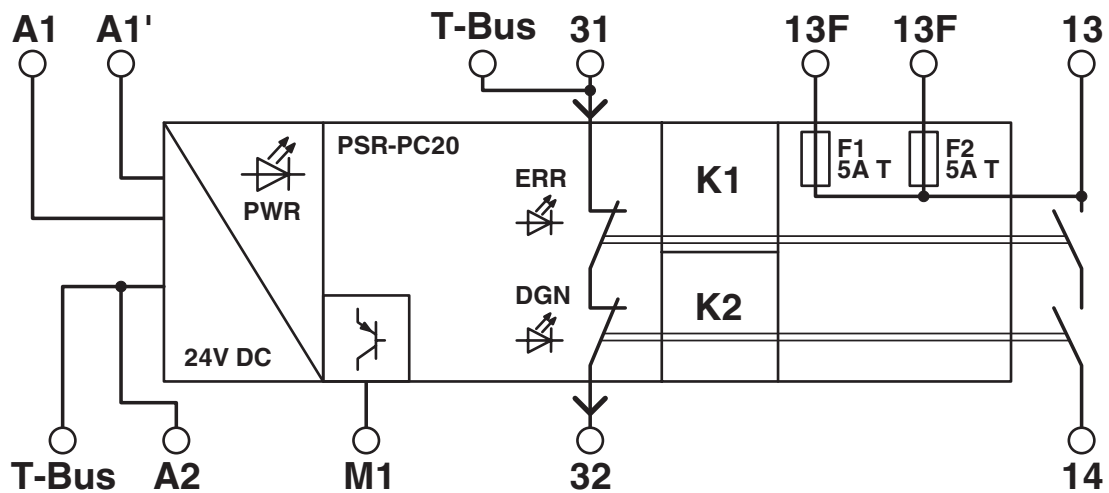 A1 A1' T-Bus 31 13F 13F 13
PSR-PC20
PWR
ERR
K1
F1
5A T
F2
5A T
DGN
K2
24V DC
T-Bus A2 M1 32 14